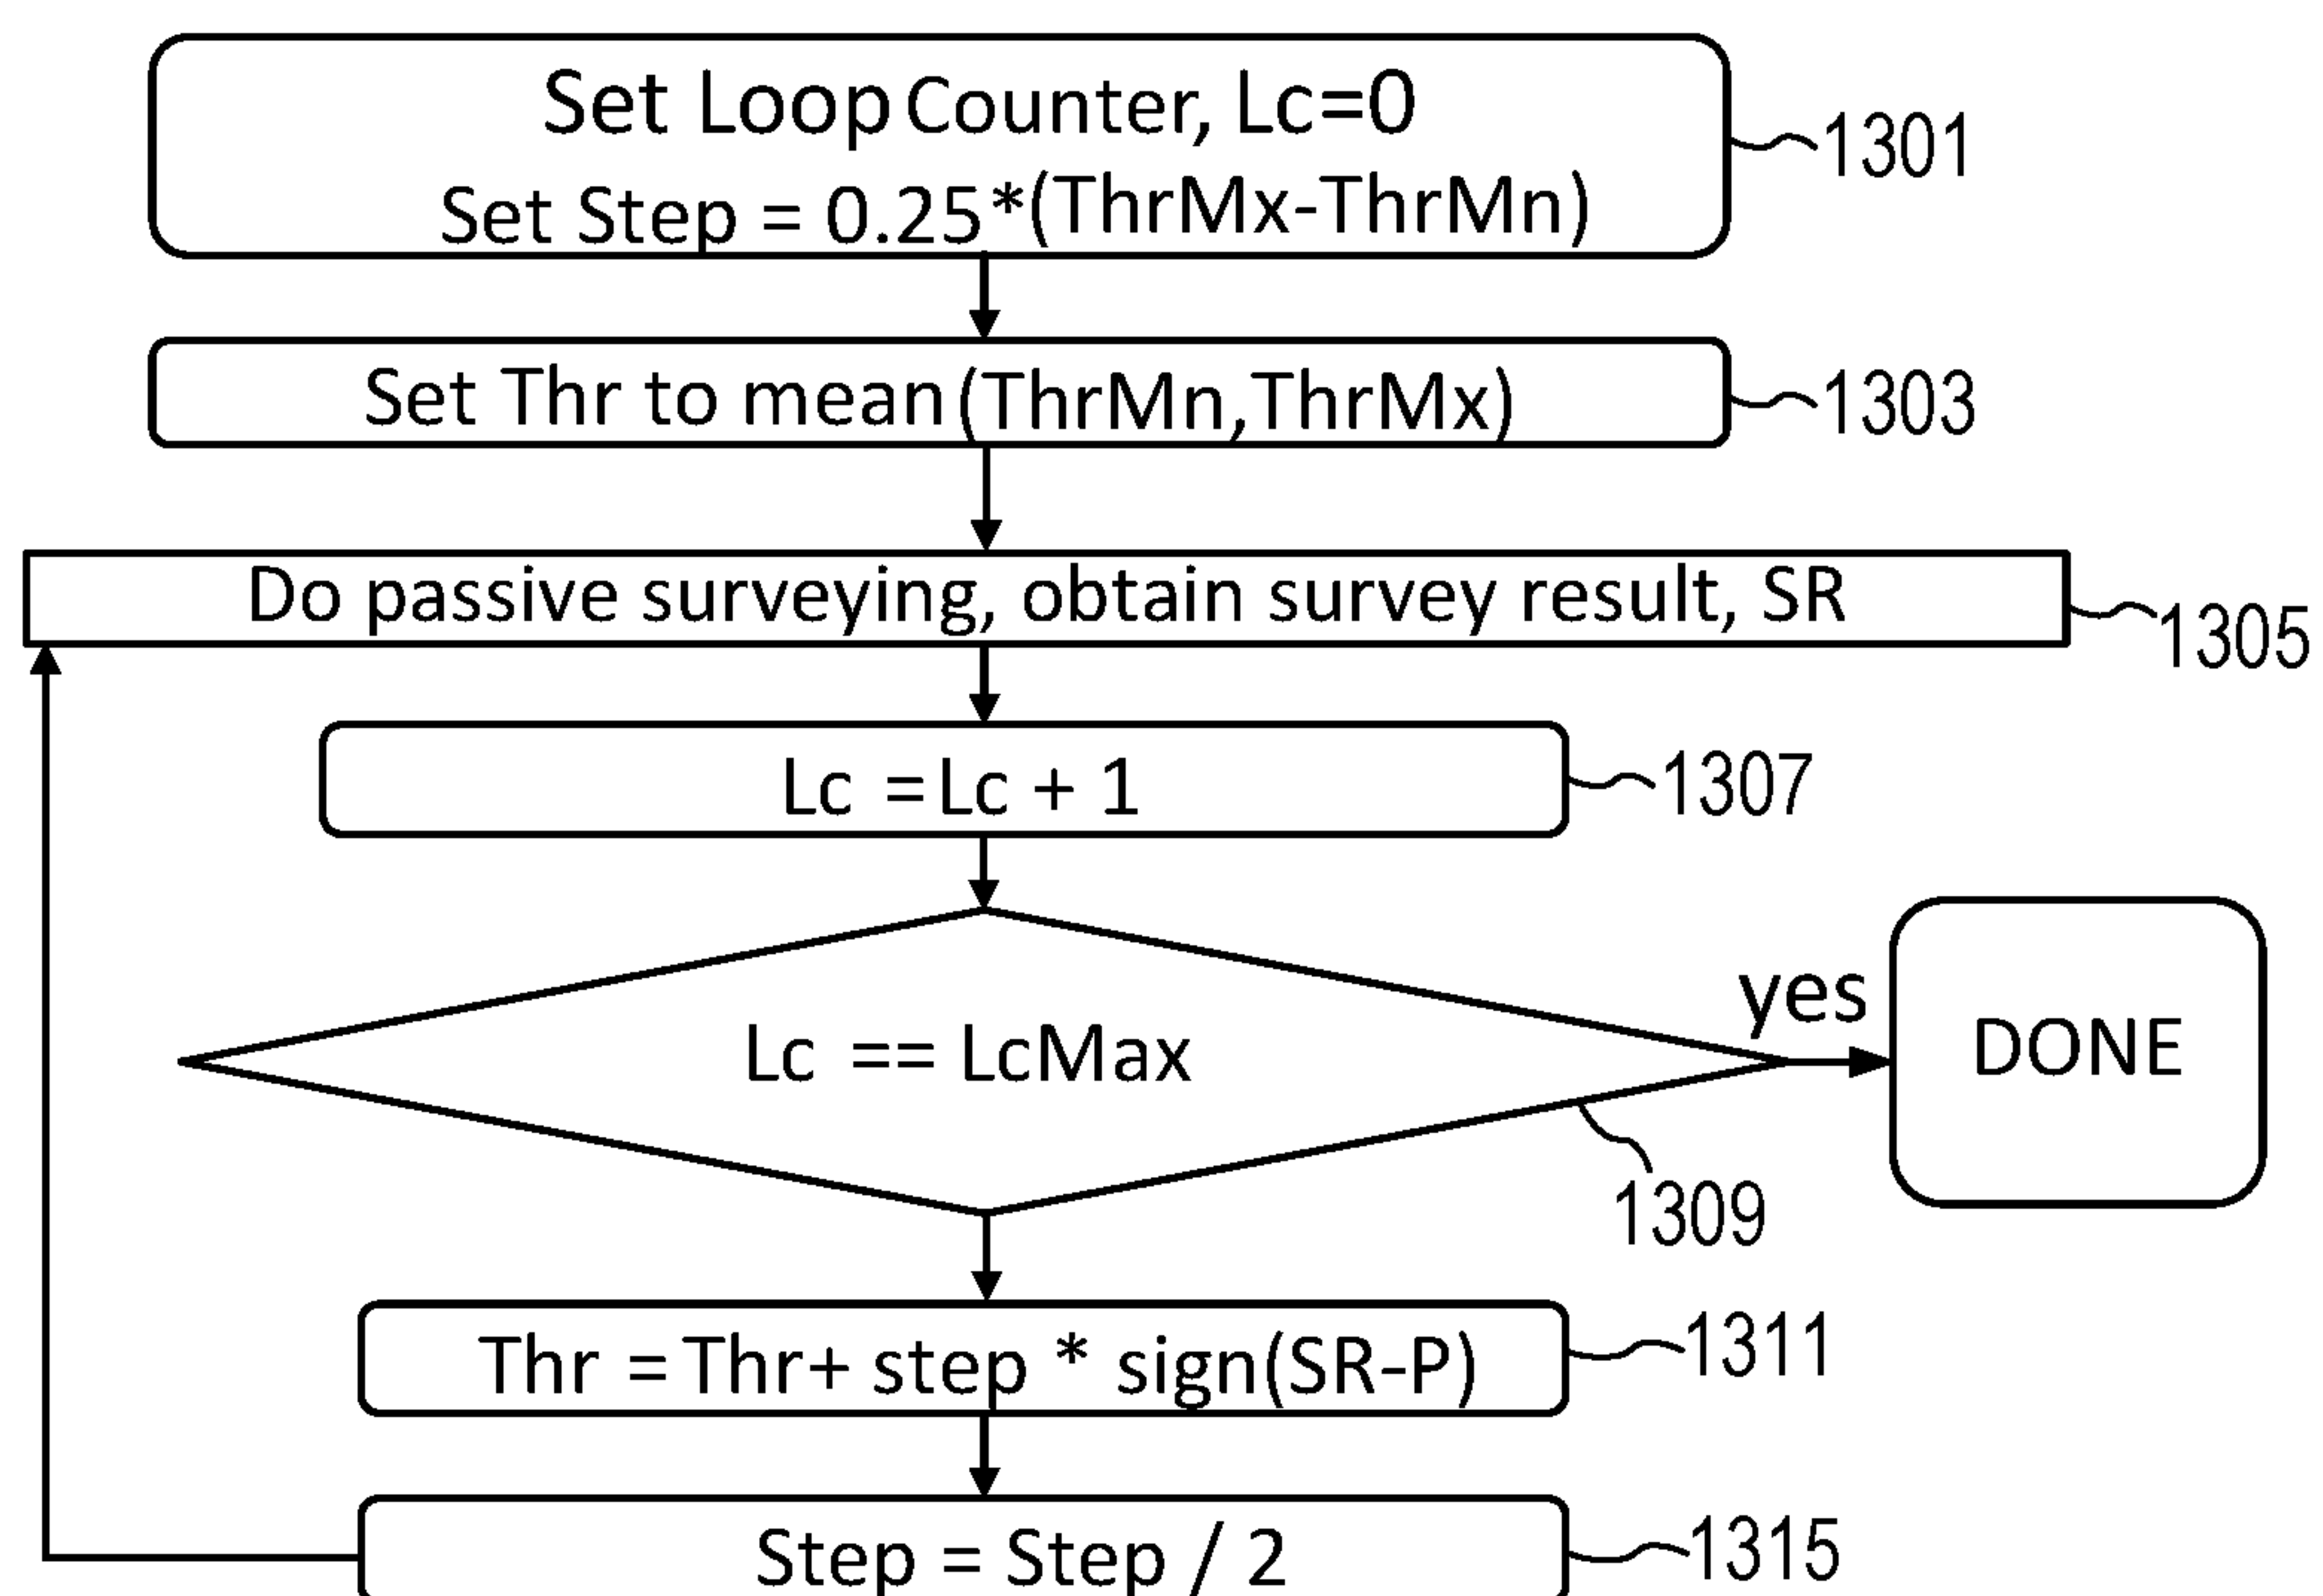 Set Loop Counter, Lc=0
Set Step = 0.25*(ThrMx-ThrMn)
1301
Set Thr to mean(ThrMn,ThrMx)
1303
Do passive surveying, obtain survey result, SR
1305
Lc = Lc + 1
1307
Lc == LcMax
yes
DONE
1309
Thr = Thr+ step * sign(SR-P)
1311
Step = Step / 2
1315